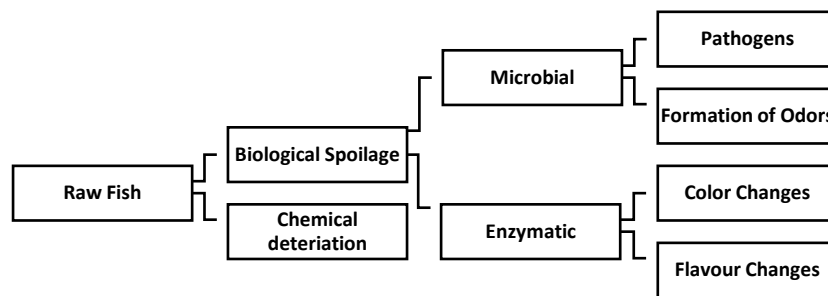 Raw Fish
Biological Spoilage
Chemical
deteriation
Microbial
Enzymatic
Pathogens
Formation of Odors
Color Changes
Flavour Changes